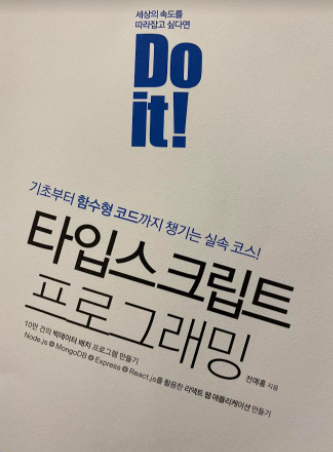 세상의 속도를
따라잡고 싶다면
Do
it!
기초부터 함수형 코드까지 챙기는 실속 코스!
타입스크립트
프로그래밍
전예홍 지음
10만 건의 빅데이터 배치 프로그램 만들기
Node.js MongoDB Express React.js를 활용한 리액트 웹 애플리케이션 만들기